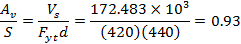 A_v/S = V_s/(F_yt d) = (172.483 × 10^3)/((420)(440)) = 0.93